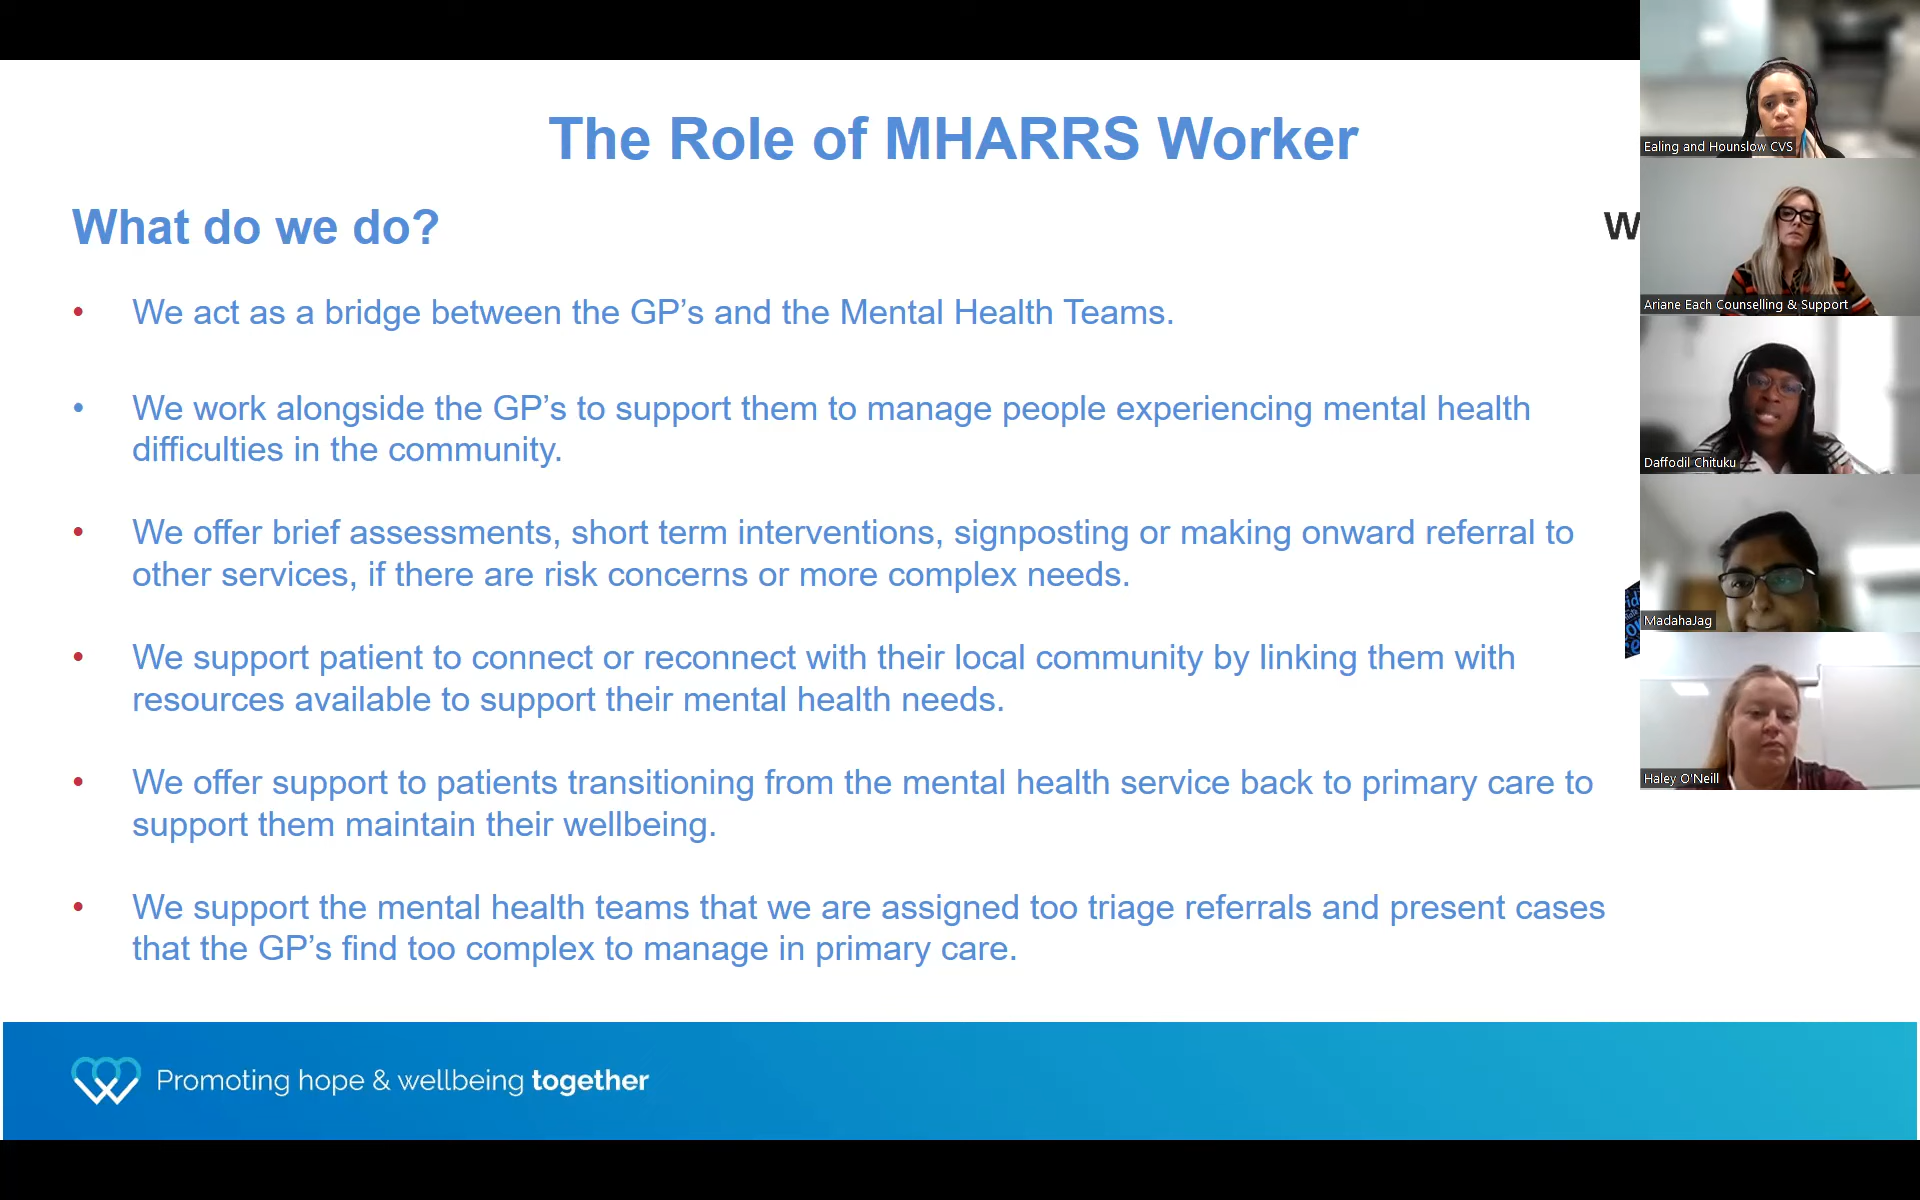 The Role of MHARRS Worker
What do we do?
W
• We act as a bridge between the GP’s and the Mental Health Teams.
• We work alongside the GP’s to support them to manage people experiencing mental health
difficulties in the community.
• We offer brief assessments, short term interventions, signposting or making onward referral to
other services, if there are risk concerns or more complex needs.
• We support patient to connect or reconnect with their local community by linking them with
resources available to support their mental health needs.
• We offer support to patients transitioning from the mental health service back to primary care to
support them maintain their wellbeing.
• We support the mental health teams that we are assigned too triage referrals and present cases
that the GP’s find too complex to manage in primary care.
Promoting hope & wellbeing together
Ealing and Hounslow CVS
Ariane Each Counselling & Support
Daffodil Chituku
MadahaJag
Haley O'Neill